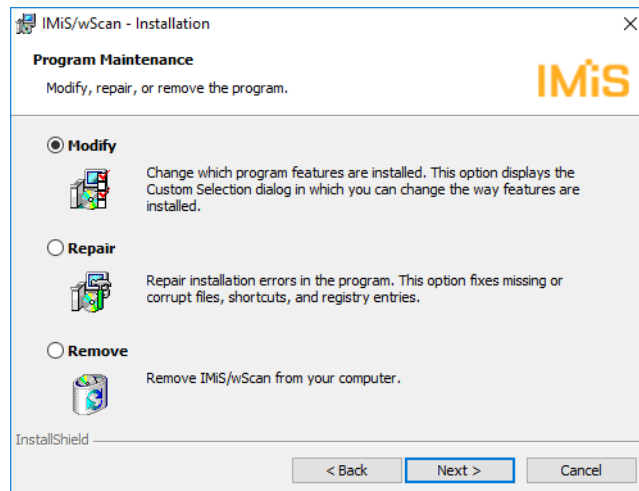 IMiS/wScan - Installation
Program Maintenance
Modify, repair, or remove the program.
IMiS
Modify
Change which program features are installed. This option displays the
Custom Selection dialog in which you can change the way features are
installed.
Repair
Repair installation errors in the program. This option fixes missing or
corrupt files, shortcuts, and registry entries.
Remove
Remove IMiS/wScan from your computer.
InstallShield
< Back
Next >
Cancel